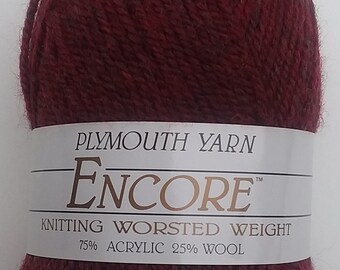 PLYMOUTH YARN
ENCORE™
KNITTING WORSTED WEIGHT
75% ACRYLIC 25% WOOL